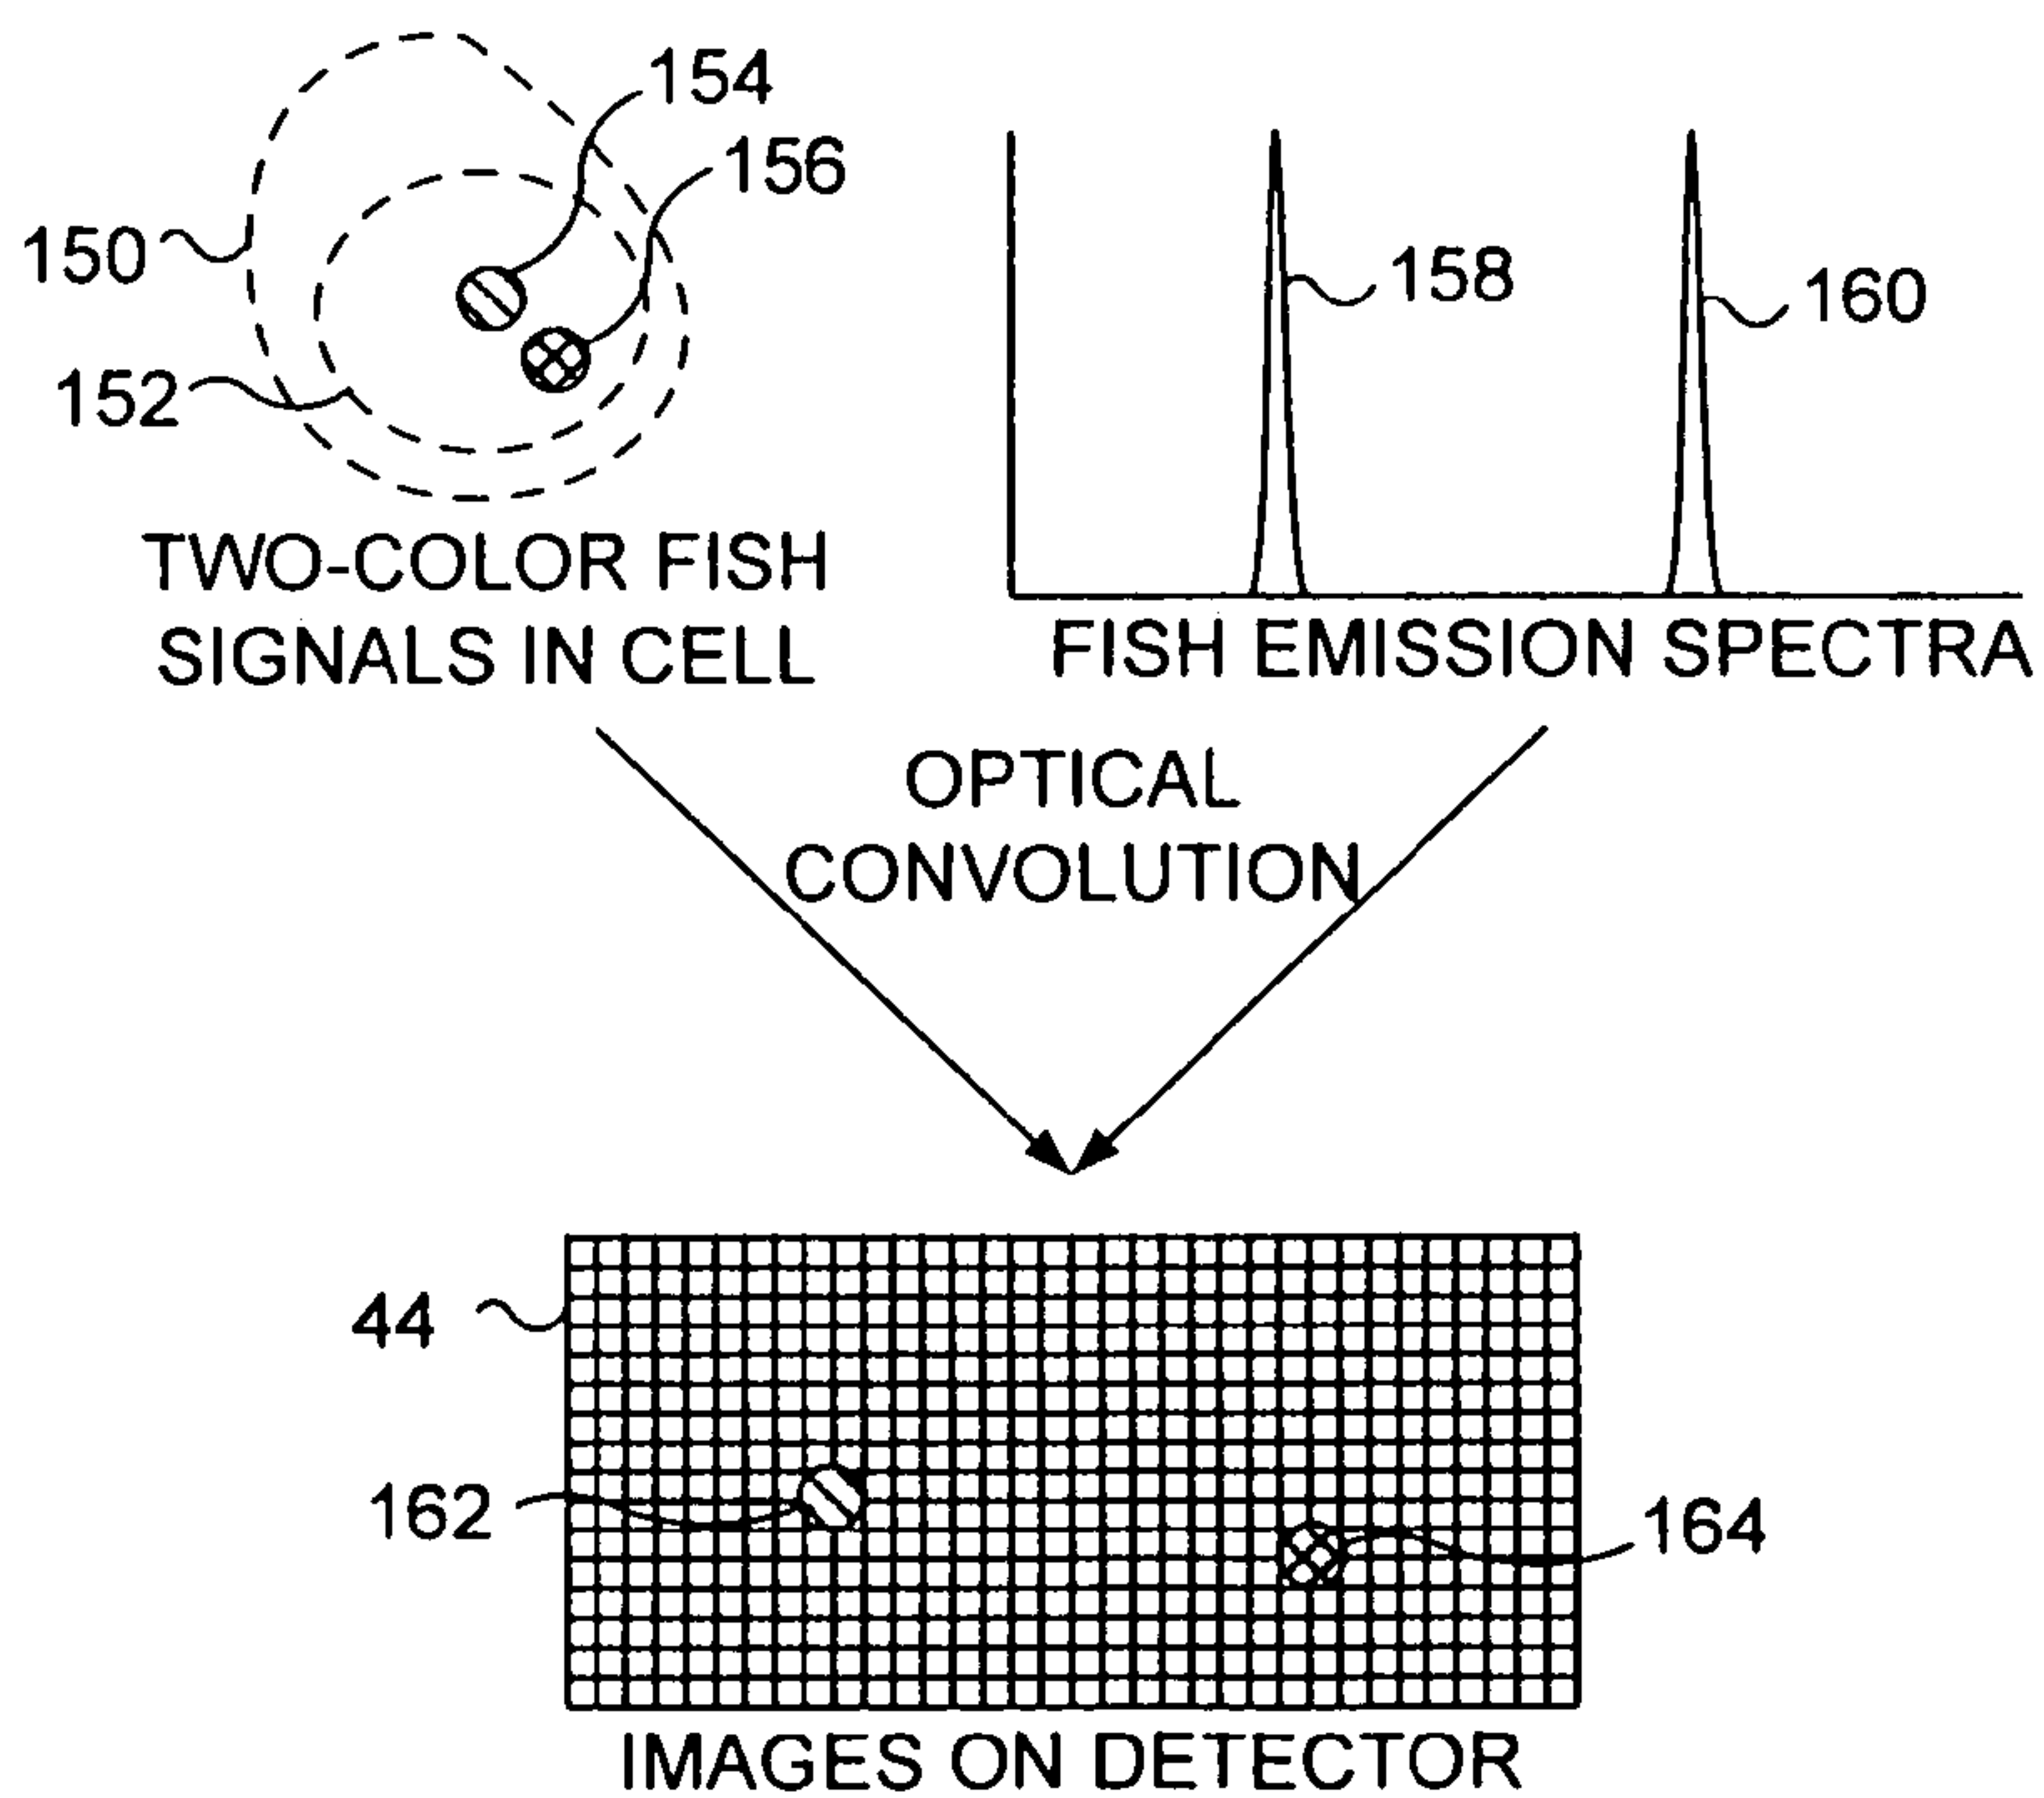 154
156
150
152
158
160
TWO-COLOR FISH
SIGNALS IN CELL
FISH EMISSION SPECTRA
OPTICAL
CONVOLUTION
44
162
164
IMAGES ON DETECTOR